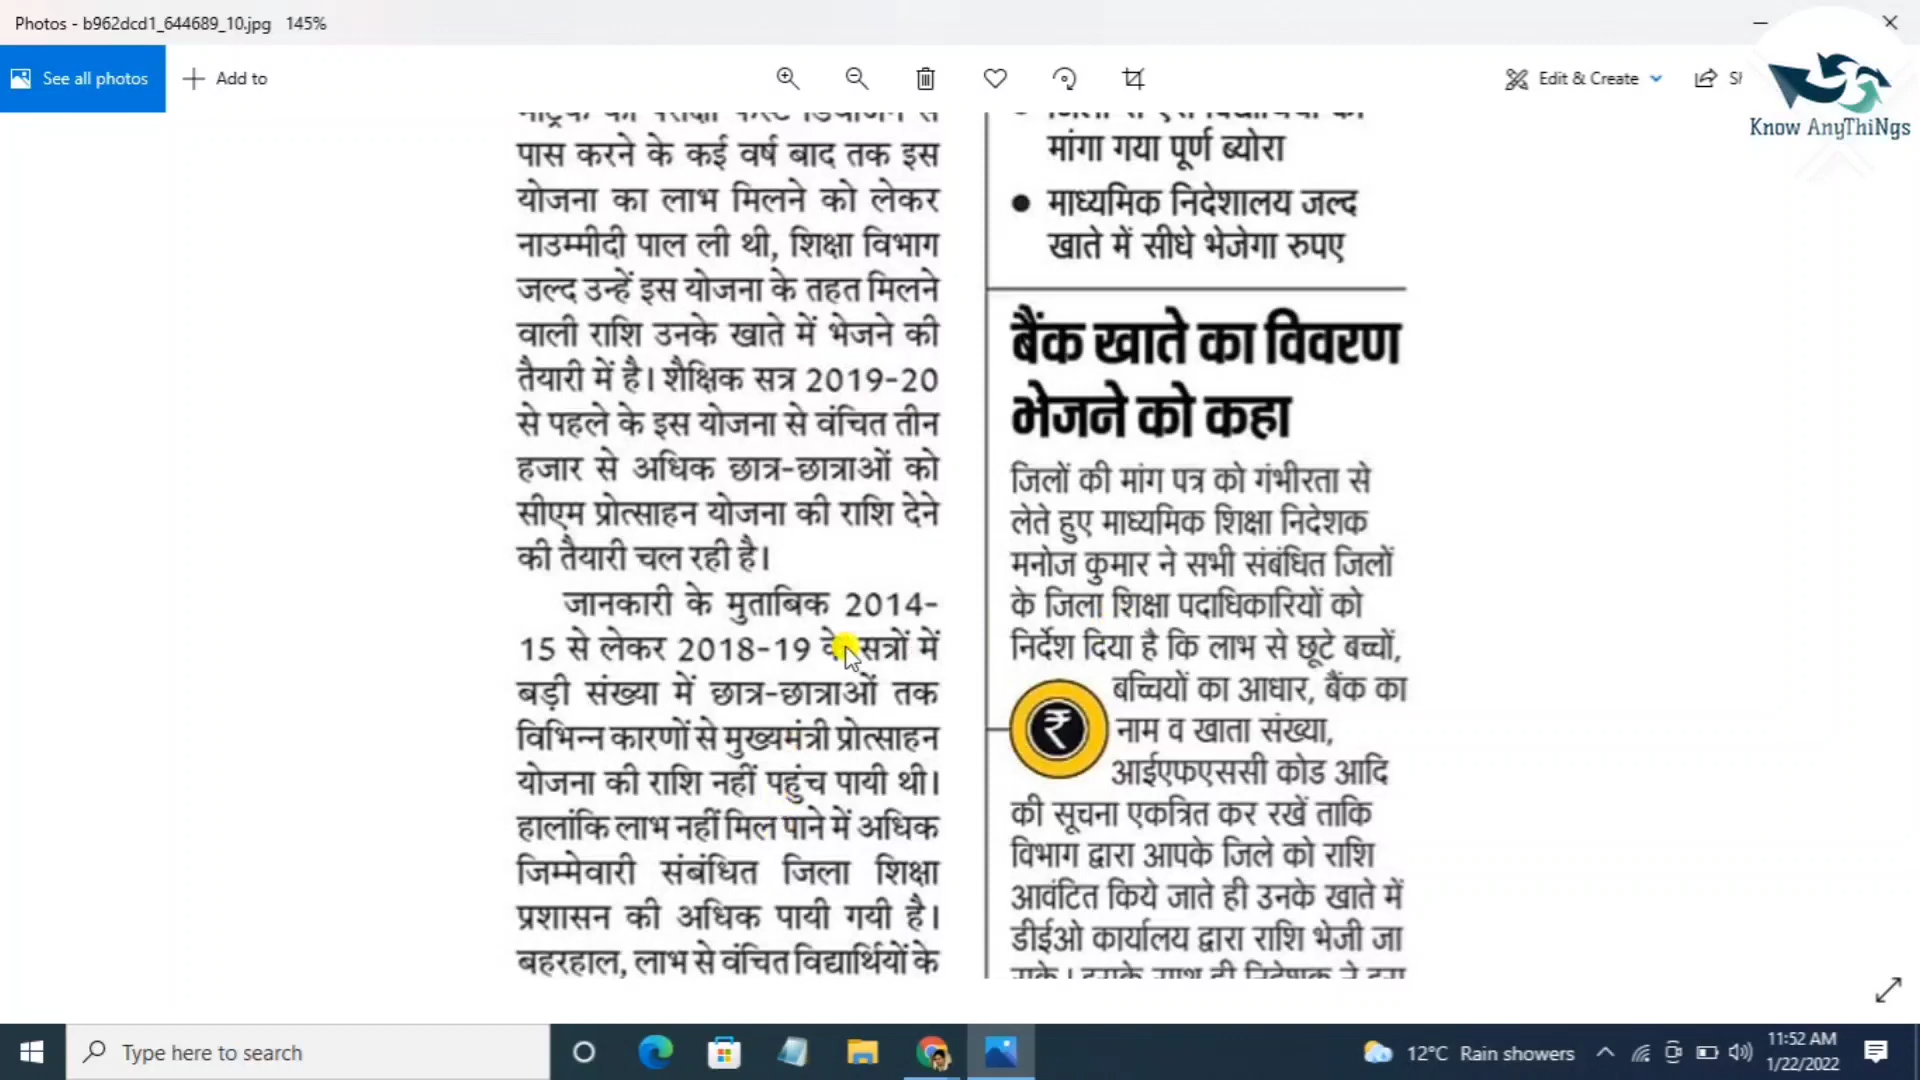 Photos - b962dcd1_644689_10.jpg 145%
See all photos
Add to
Edit & Create
Know AnyThiNgs
पास करने के कई वर्ष बाद तक इस
योजना का लाभ मिलने को लेकर
नाउम्मीदी पाल ली थी, शिक्षा विभाग
जल्द उन्हें इस योजना के तहत मिलने
वाली राशि उनके खाते में भेजने की
तैयारी में है। शैक्षिक सत्र 2019-20
से पहले के इस योजना से वंचित तीन
हजार से अधिक छात्र-छात्राओं को
सीएम प्रोत्साहन योजना की राशि देने
की तैयारी चल रही है।
जानकारी के मुताबिक 2014-
15 से लेकर 2018-19 के सत्रों में
बड़ी संख्या में छात्र-छात्राओं तक
विभिन्न कारणों से मुख्यमंत्री प्रोत्साहन
योजना की राशि नहीं पहुंच पायी थी।
हालांकि लाभ नहीं मिल पाने में अधिक
जिम्मेवारी संबंधित जिला शिक्षा
प्रशासन की अधिक पायी गयी है।
बहरहाल, लाभ से वंचित विद्यार्थियों के
मांगा गया पूर्ण ब्योरा
● माध्यमिक निदेशालय जल्द
खाते में सीधे भेजेगा रुपए
बैंक खाते का विवरण
भेजने को कहा
जिलों की मांग पत्र को गंभीरता से
लेते हुए माध्यमिक शिक्षा निदेशक
मनोज कुमार ने सभी संबंधित जिलों
के जिला शिक्षा पदाधिकारियों को
निर्देश दिया है कि लाभ से छूटे बच्चों,
बच्चियों का आधार, बैंक का
नाम व खाता संख्या,
₹
आईएफएससी कोड आदि
की सूचना एकत्रित कर रखें ताकि
विभाग द्वारा आपके जिले को राशि
आवंटित किये जाते ही उनके खाते में
डीईओ कार्यालय द्वारा राशि भेजी जा
Type here to search
12°C Rain showers
11:52 AM
1/22/2022